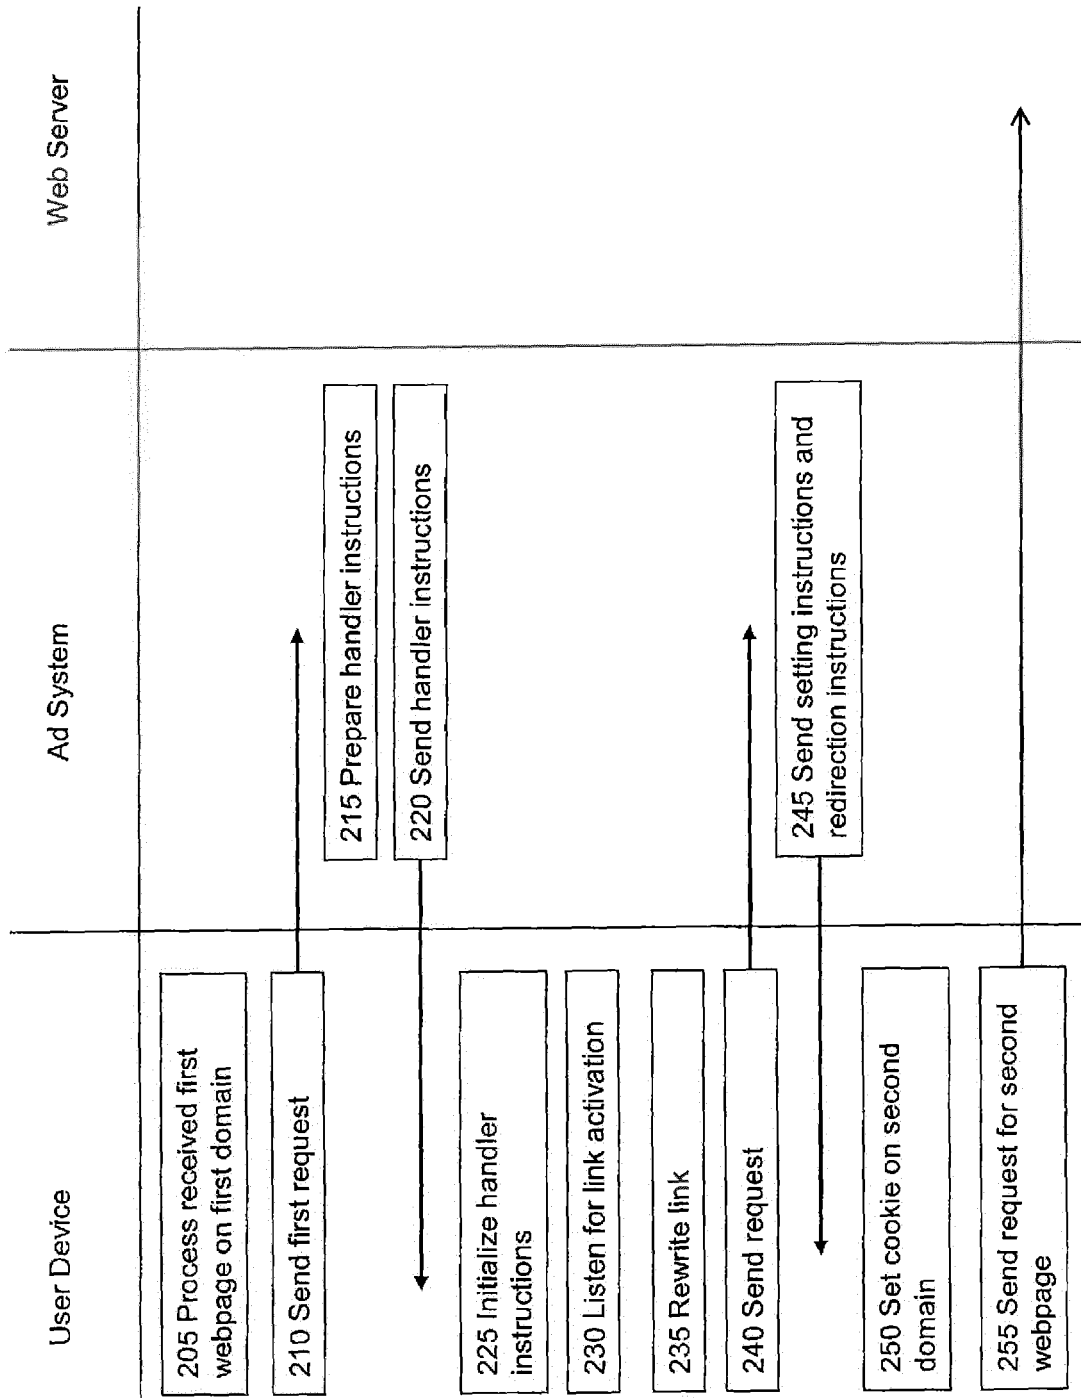 User Device
Ad System
Web Server
205 Process received first
webpage on first domain
210 Send first request
215 Prepare handler instructions
220 Send handler instructions
225 Initialize handler
instructions
230 Listen for link activation
235 Rewrite link
240 Send request
245 Send setting instructions and
redirection instructions
250 Set cookie on second
domain
255 Send request for second
webpage